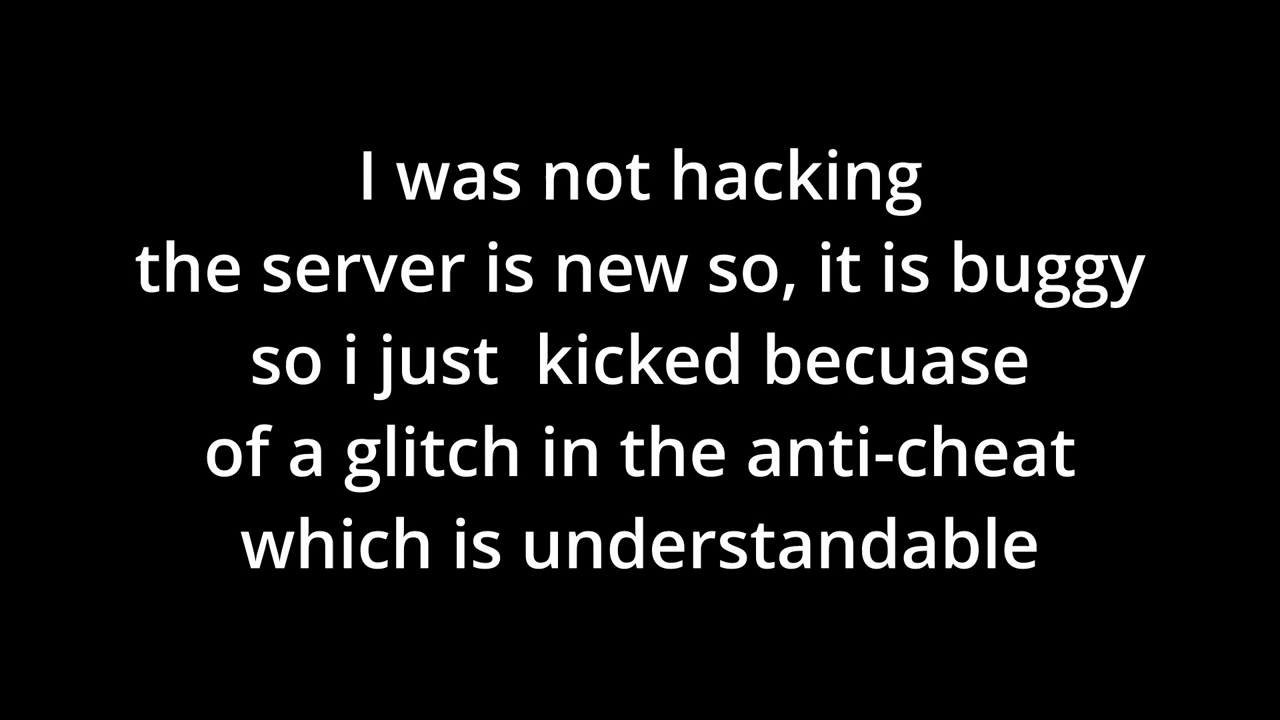 I was not hacking
the server is new so, it is buggy
so i just  kicked becuase
of a glitch in the anti-cheat
which is understandable